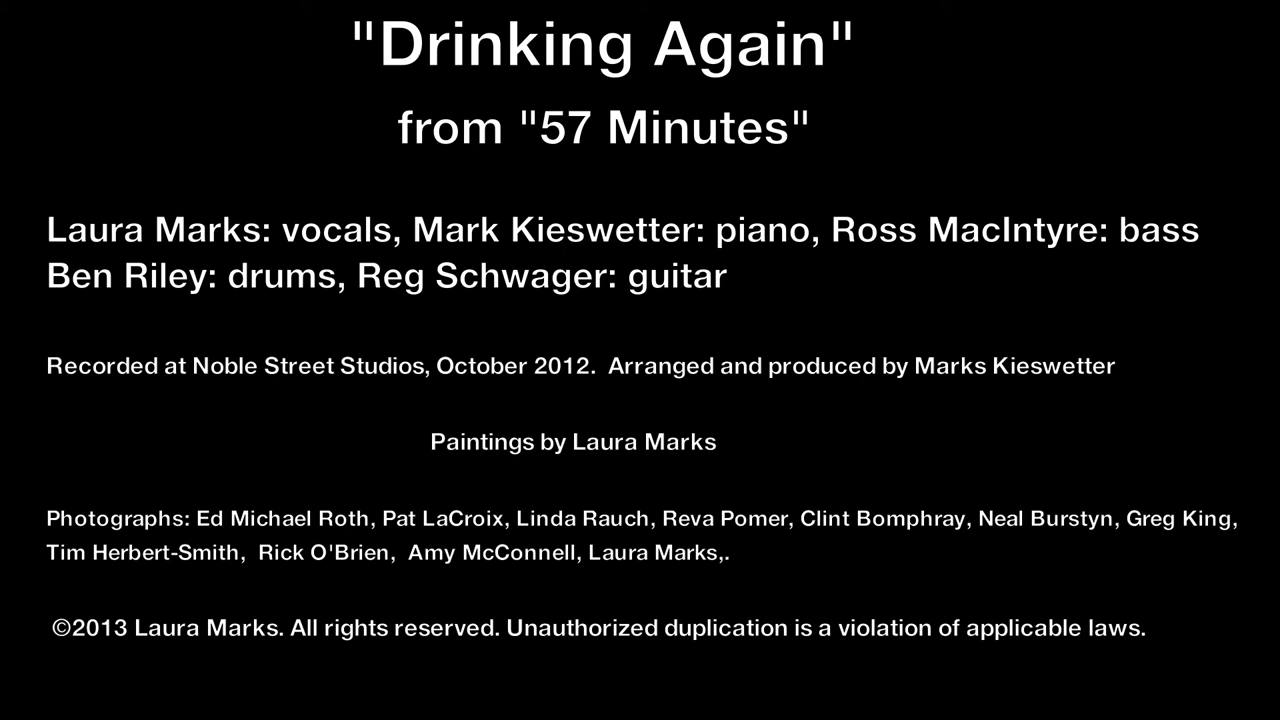 "Drinking Again"
from "57 Minutes"
Laura Marks: vocals, Mark Kieswetter: piano, Ross MacIntyre: bass
Ben Riley: drums, Reg Schwager: guitar
Recorded at Noble Street Studios, October 2012.  Arranged and produced by Marks Kieswetter
Paintings by Laura Marks
Photographs: Ed Michael Roth, Pat LaCroix, Linda Rauch, Reva Pomer, Clint Bomphray, Neal Burstyn, Greg King,
Tim Herbert-Smith,  Rick O'Brien,  Amy McConnell, Laura Marks,.
©2013 Laura Marks. All rights reserved. Unauthorized duplication is a violation of applicable laws.